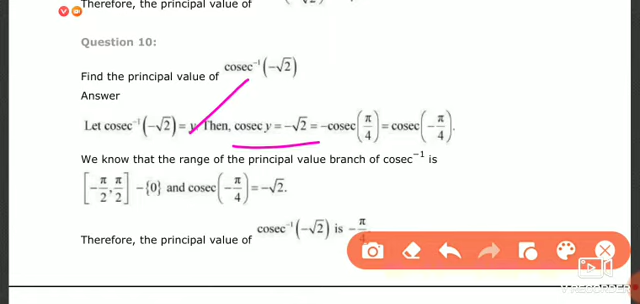 Therefore, the principal value of
Question 10:
Find the principal value of cosec⁻¹(−√2)
Answer
Let cosec⁻¹(−√2) = y. Then, cosec y = −√2 = −cosec(π/4) = cosec(−π/4).
We know that the range of the principal value branch of cosec⁻¹ is
[−π/2, π/2] − {0} and cosec(−π/4) = −√2.
Therefore, the principal value of cosec⁻¹(−√2) is −π
V RECORDER